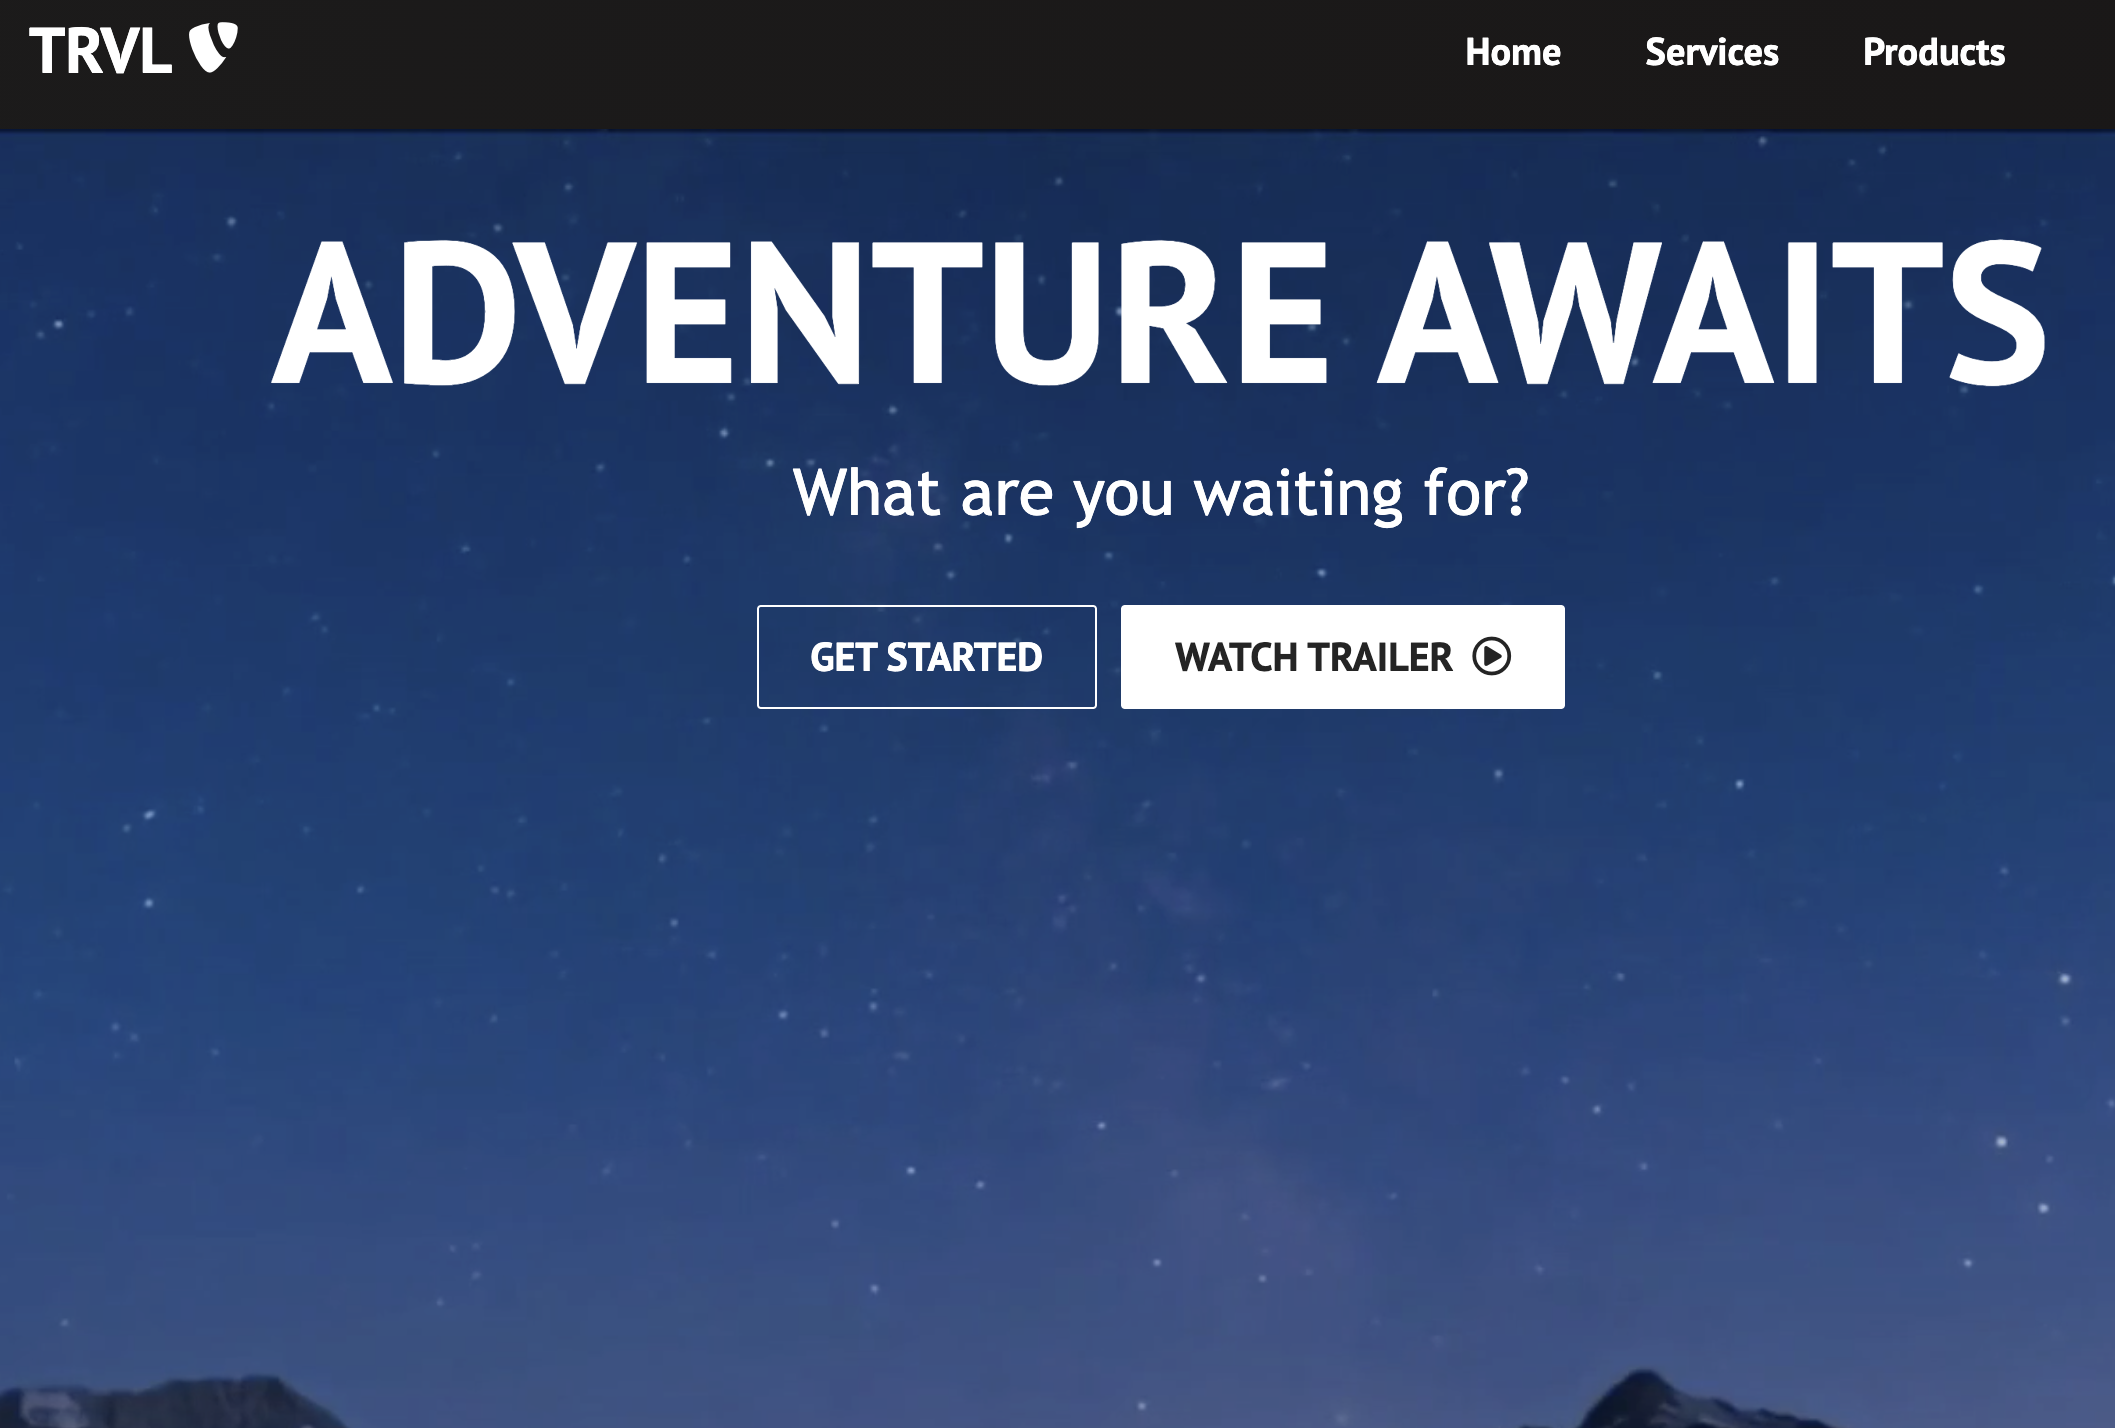 TRVL
Home Services Products
ADVENTURE AWAITS
What are you waiting for?
GET STARTED
WATCH TRAILER